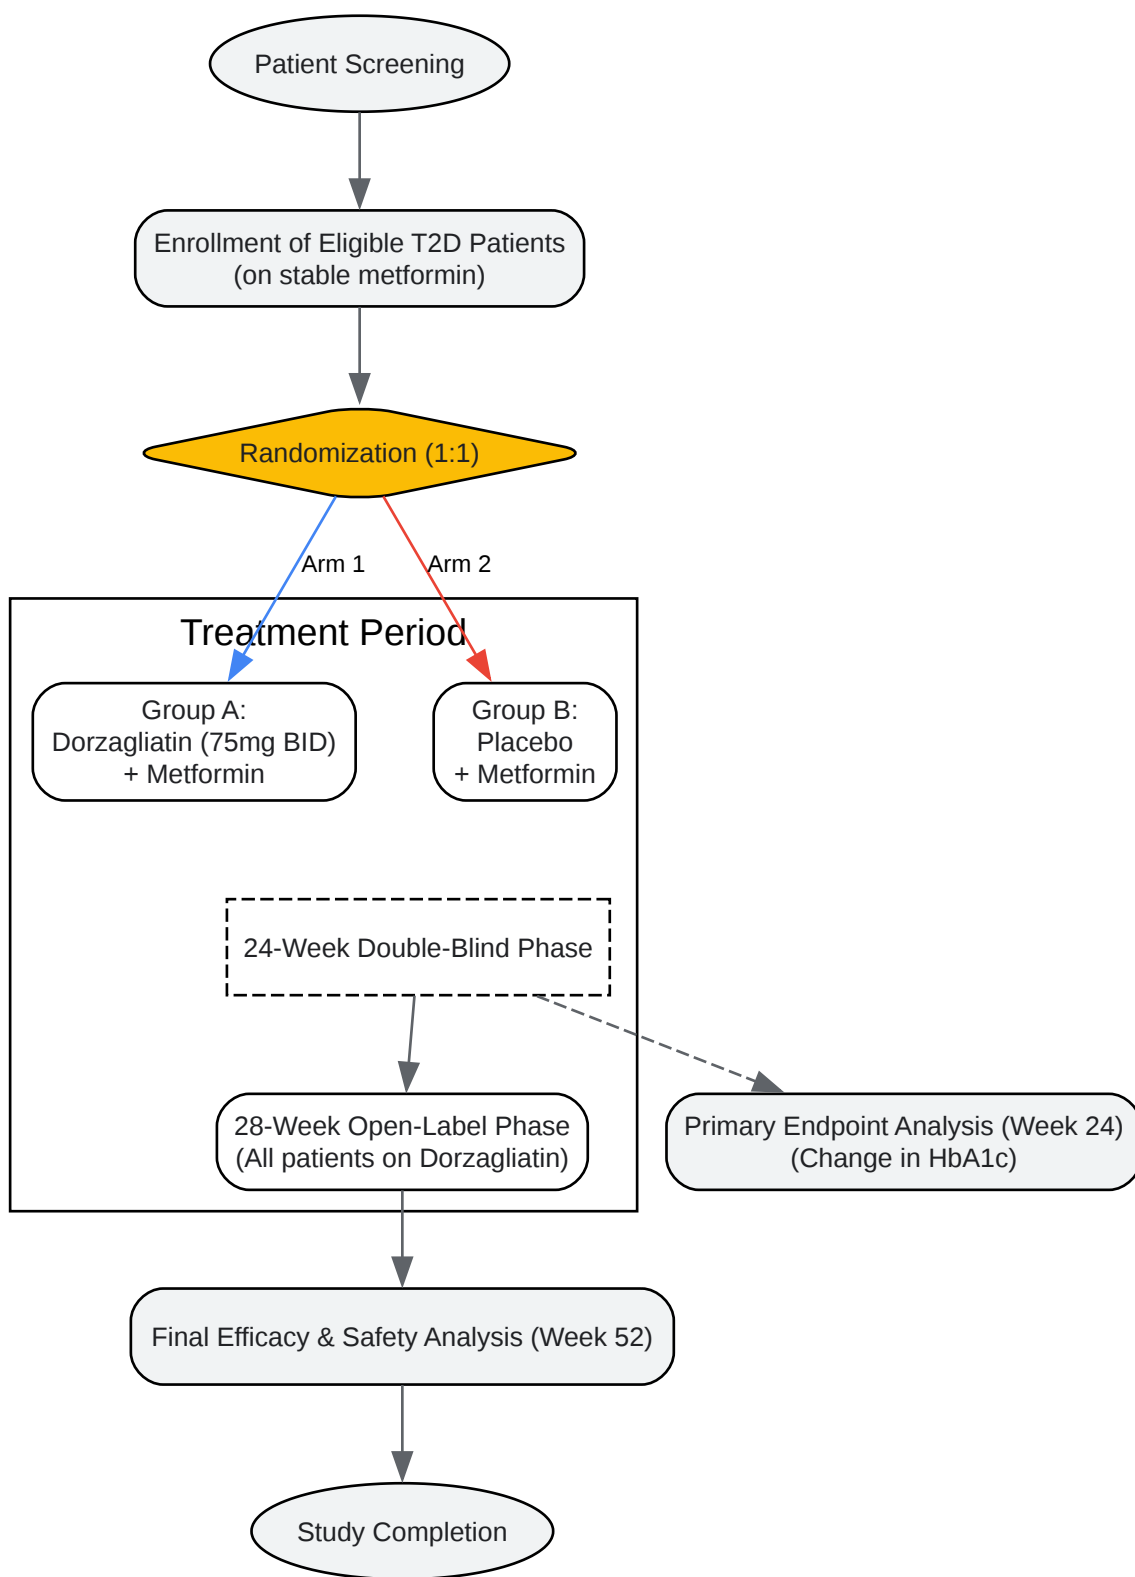 Patient Screening
Enrollment of Eligible T2D Patients
(on stable metformin)
Randomization (1:1)
Arm 1
Arm 2
Treatment Period
Group A:
Dorzagliatin (75mg BID)
+ Metformin
Group B:
Placebo
+ Metformin
24-Week Double-Blind Phase
28-Week Open-Label Phase
(All patients on Dorzagliatin)
Primary Endpoint Analysis (Week 24)
(Change in HbA1c)
Final Efficacy & Safety Analysis (Week 52)
Study Completion